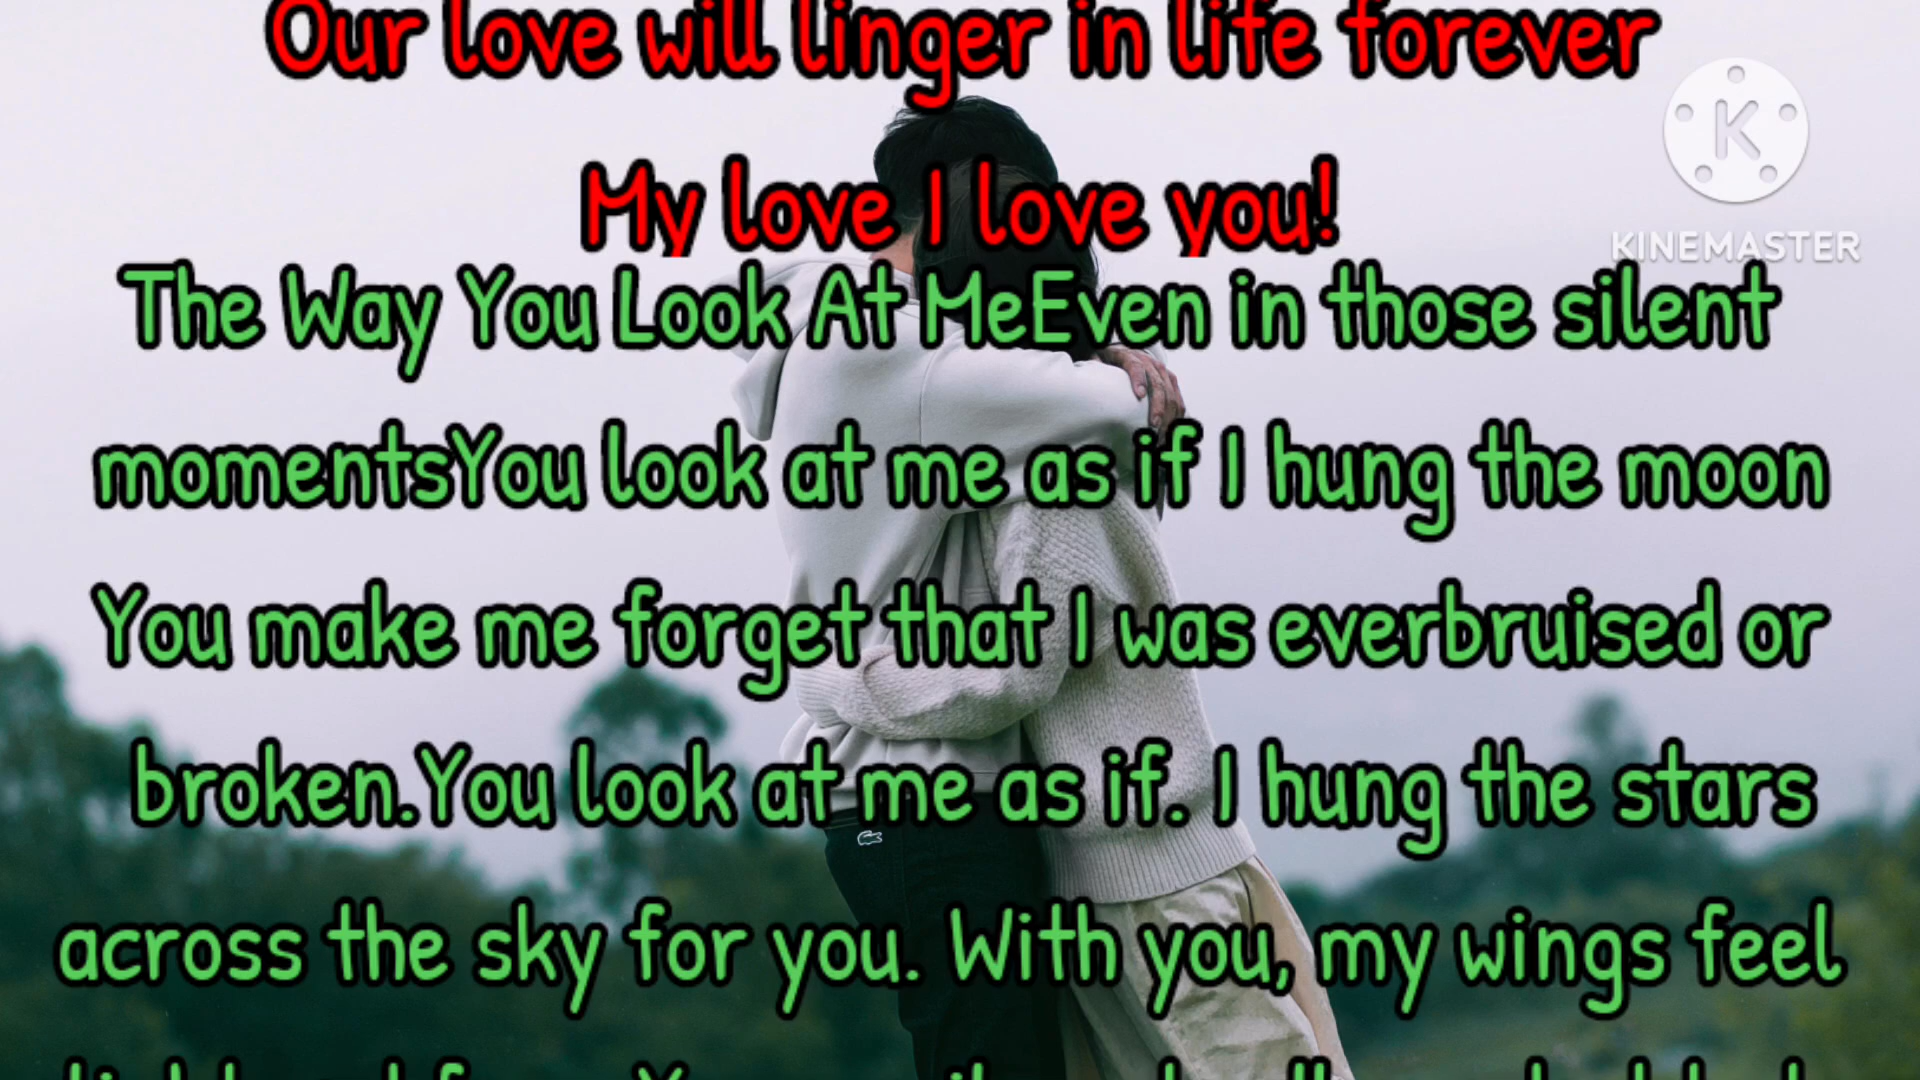 Our love will linger in life forever
My love I love you!
KINEMASTER
The Way You Look At MeEven in those silent
momentsYou look at me as if I hung the moon
You make me forget that I was everbruised or
broken.You look at me as if. I hung the stars
across the sky for you. With you, my wings feel